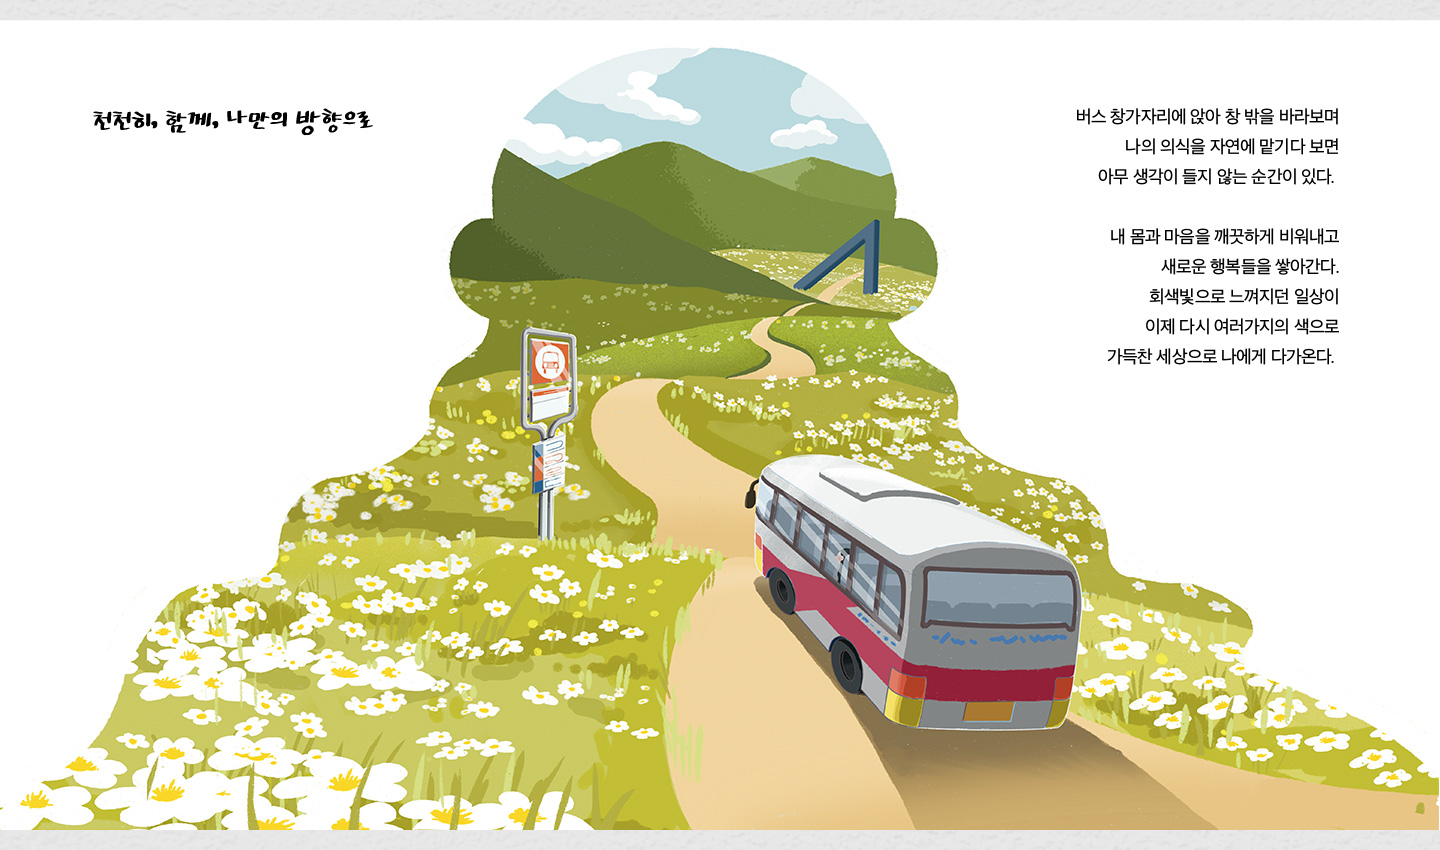 천천히, 함께, 나만의 방향으로
버스 창가자리에 앉아 창 밖을 바라보며
나의 의식을 자연에 맡기다 보면
아무 생각이 들지 않는 순간이 있다.
내 몸과 마음을 깨끗하게 비워내고
새로운 행복들을 쌓아간다.
회색빛으로 느껴지던 일상이
이제 다시 여러가지의 색으로
가득찬 세상으로 나에게 다가온다.